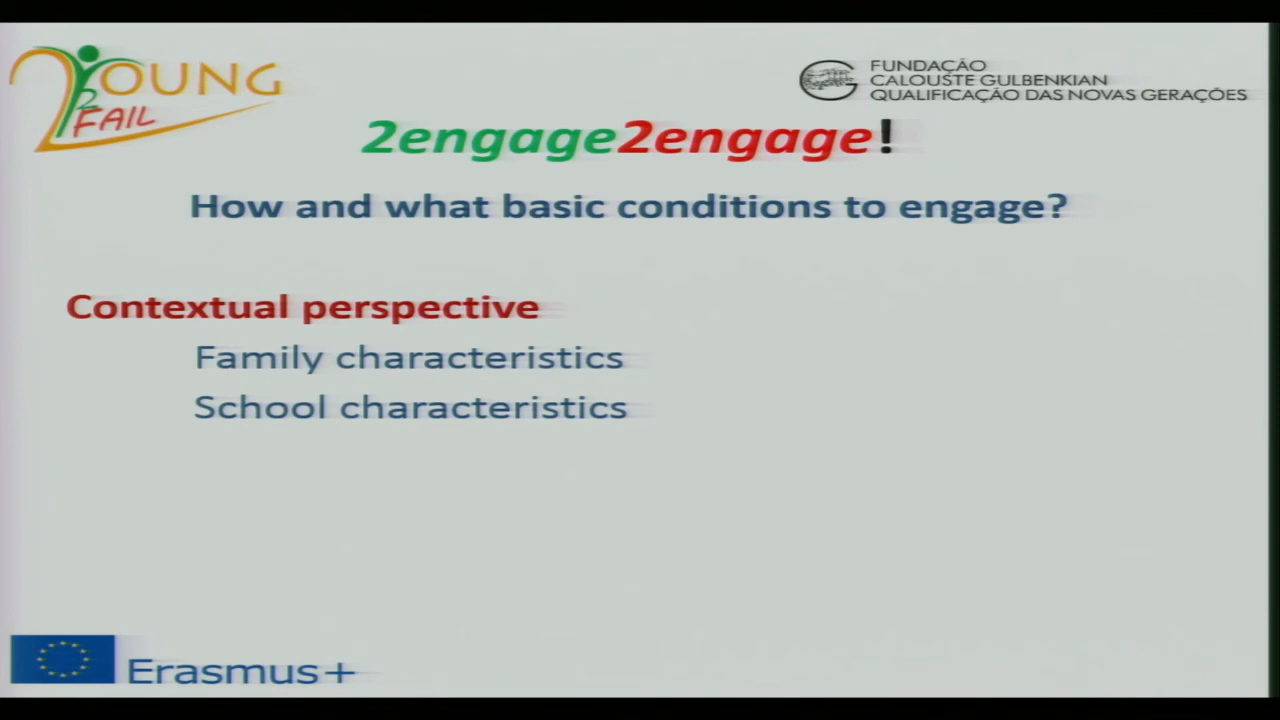 YOUNG
2
FAIL
FUNDAÇÃO
CALOUSTE GULBENKIAN
QUALIFICAÇÃO DAS NOVAS GERAÇÕES
2engage2engage!
How and what basic conditions to engage?
Contextual perspective
Family characteristics
School characteristics
Erasmus+